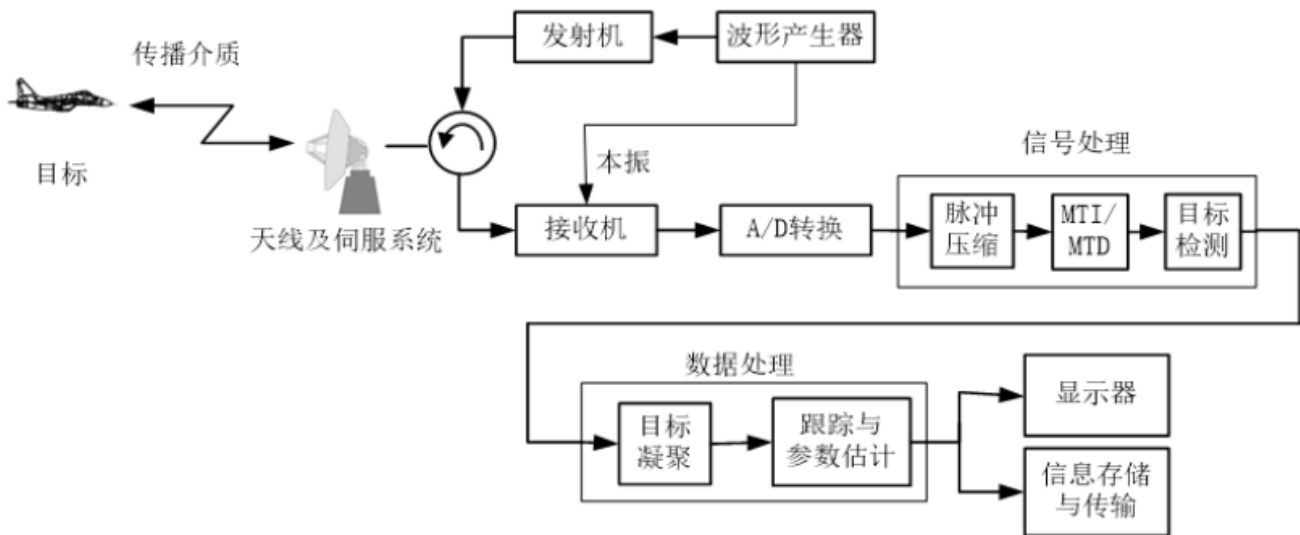 发射机
波形产生器
传播介质
目标
天线及伺服系统
本振
接收机
A/D转换
信号处理
脉冲
压缩
MTI/
MTD
目标
检测
数据处理
目标
凝聚
跟踪与
参数估计
显示器
信息存储
与传输